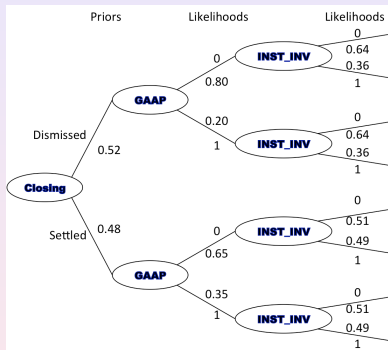 Priors Likelihoods Likelihoods
0
0.64
0.36
1
INST_INV
0
0.80
GAAP
0.20
1
0
0.64
0.36
1
INST_INV
Dismissed
0.52
Closing
Settled
0.48
0
0.51
0.49
1
INST_INV
0
0.65
GAAP
0.35
1
0
0.51
0.49
1
INST_INV